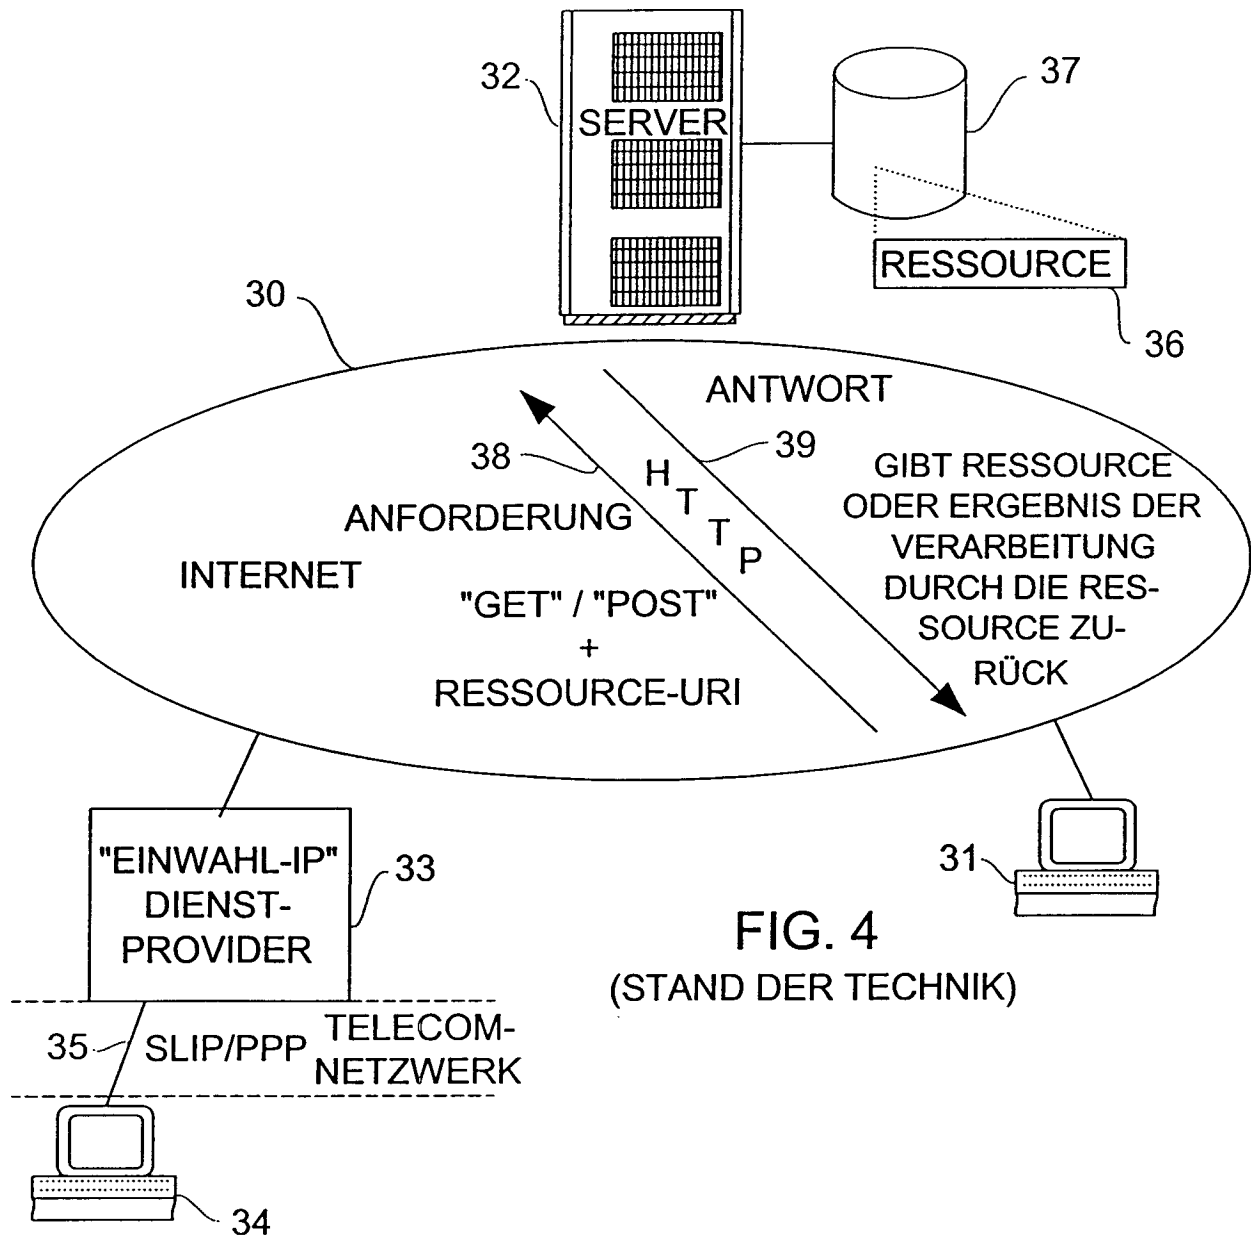 32
SERVER
37
RESSOURCE
36
30
ANTWORT
39
38
HTTP
ANFORDERUNG
INTERNET
"GET" / "POST"
+
RESSOURCE-URI
GIBT RESSOURCE
ODER ERGEBNIS DER
VERARBEITUNG
DURCH DIE RES-
SOURCE ZU-
RÜCK
"EINWAHL-IP"
DIENST-
PROVIDER
33
31
FIG. 4
(STAND DER TECHNIK)
35
SLIP/PPP
TELECOM-
NETZWERK
34